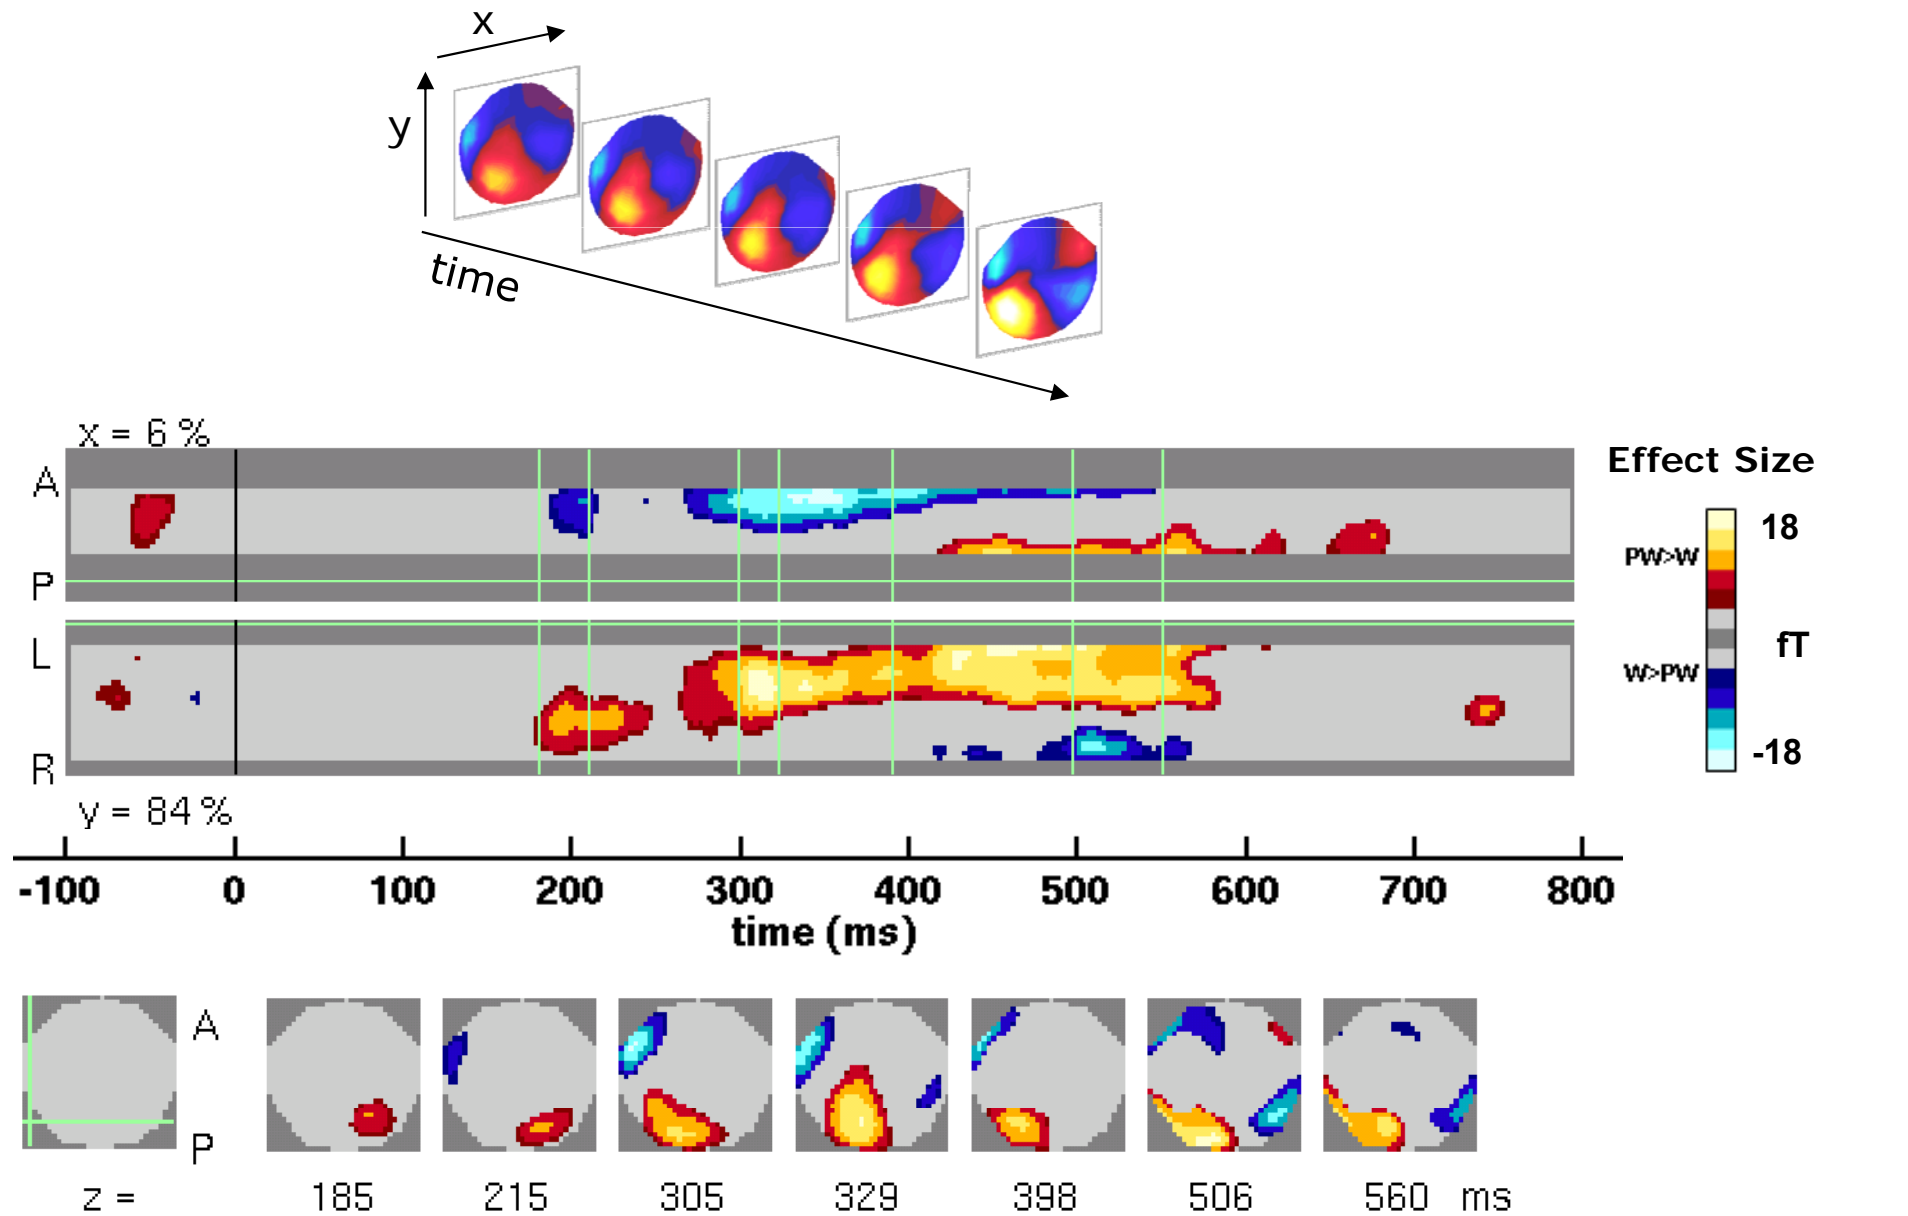 x
y
time
x = 6 %
A
P
L
R
y = 84 %
Effect Size
18
PW>W
fT
W>PW
-18
-100 0 100 200 300 400 500 600 700 800
time (ms)
A
P
z = 185 215 305 329 398 506 560 ms